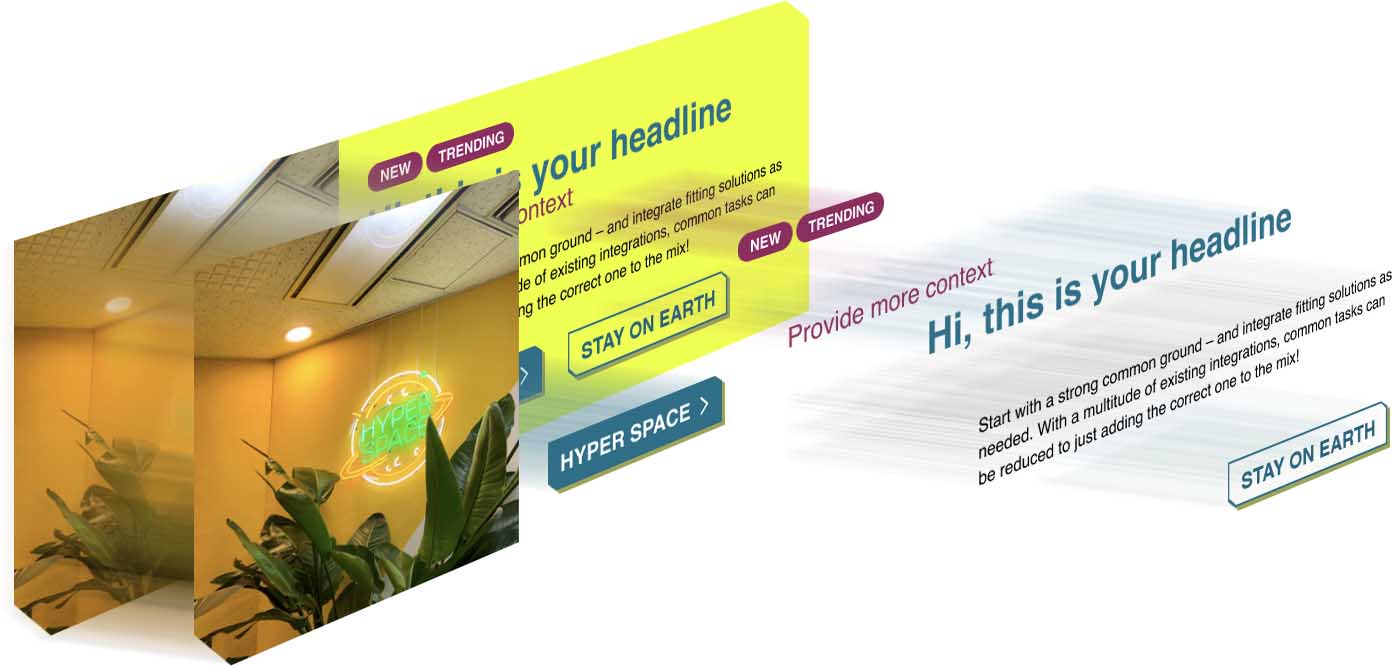 NEW
TRENDING
your headline
ontext
mon ground – and integrate fitting solutions as
de of existing integrations, common tasks can
ng the correct one to the mix!
STAY ON EARTH
HYPER
SPACE
NEW
TRENDING
Provide more context
Hi, this is your headline
Start with a strong common ground – and integrate fitting solutions as
needed. With a multitude of existing integrations, common tasks can
be reduced to just adding the correct one to the mix!
HYPER SPACE
STAY ON EARTH